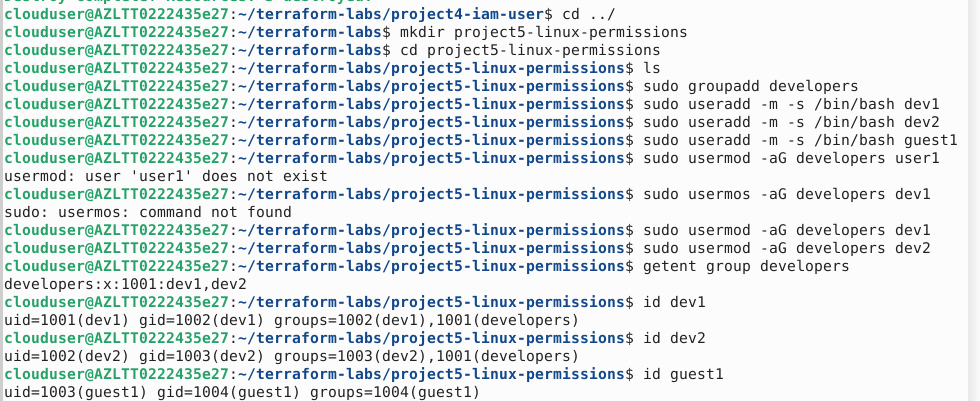 clouduser@AZLTT0222435e27:~/terraform-labs/project4-iam-user$ cd ../
clouduser@AZLTT0222435e27:~/terraform-labs$ mkdir project5-linux-permissions
clouduser@AZLTT0222435e27:~/terraform-labs$ cd project5-linux-permissions
clouduser@AZLTT0222435e27:~/terraform-labs/project5-linux-permissions$ ls
clouduser@AZLTT0222435e27:~/terraform-labs/project5-linux-permissions$ sudo groupadd developers
clouduser@AZLTT0222435e27:~/terraform-labs/project5-linux-permissions$ sudo useradd -m -s /bin/bash dev1
clouduser@AZLTT0222435e27:~/terraform-labs/project5-linux-permissions$ sudo useradd -m -s /bin/bash dev2
clouduser@AZLTT0222435e27:~/terraform-labs/project5-linux-permissions$ sudo useradd -m -s /bin/bash guest1
clouduser@AZLTT0222435e27:~/terraform-labs/project5-linux-permissions$ sudo usermod -aG developers user1
usermod: user 'user1' does not exist
clouduser@AZLTT0222435e27:~/terraform-labs/project5-linux-permissions$ sudo usermos -aG developers dev1
sudo: usermos: command not found
clouduser@AZLTT0222435e27:~/terraform-labs/project5-linux-permissions$ sudo usermod -aG developers dev1
clouduser@AZLTT0222435e27:~/terraform-labs/project5-linux-permissions$ sudo usermod -aG developers dev2
clouduser@AZLTT0222435e27:~/terraform-labs/project5-linux-permissions$ getent group developers
developers:x:1001:dev1,dev2
clouduser@AZLTT0222435e27:~/terraform-labs/project5-linux-permissions$ id dev1
uid=1001(dev1) gid=1002(dev1) groups=1002(dev1),1001(developers)
clouduser@AZLTT0222435e27:~/terraform-labs/project5-linux-permissions$ id dev2
uid=1002(dev2) gid=1003(dev2) groups=1003(dev2),1001(developers)
clouduser@AZLTT0222435e27:~/terraform-labs/project5-linux-permissions$ id guest1
uid=1003(guest1) gid=1004(guest1) groups=1004(guest1)